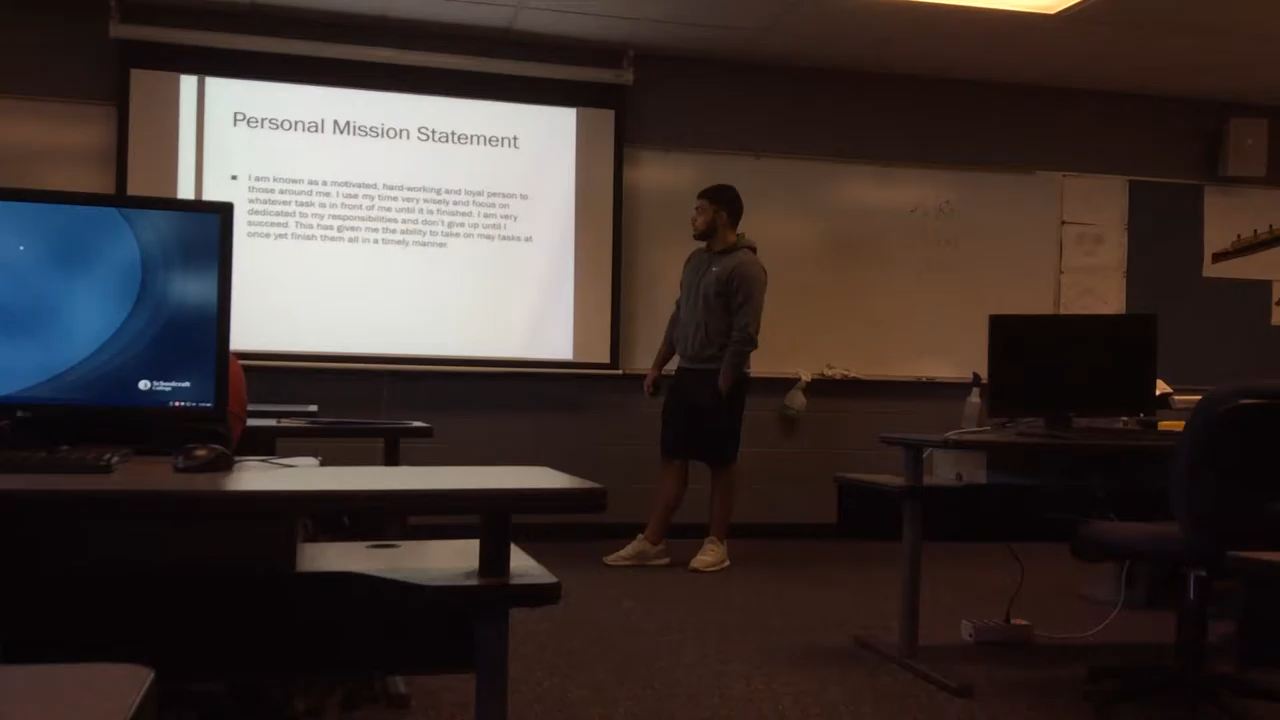 Personal Mission Statement
I am known as a motivated, hard-working and loyal person to
those around me. I use my time very wisely and focus on
whatever task is in front of me until it is finished. I am very
dedicated to my responsibilities and don't give up until I
succeed. This has given me the ability to take on may tasks at
once yet finish them all in a timely manner.
Schoolcraft
College